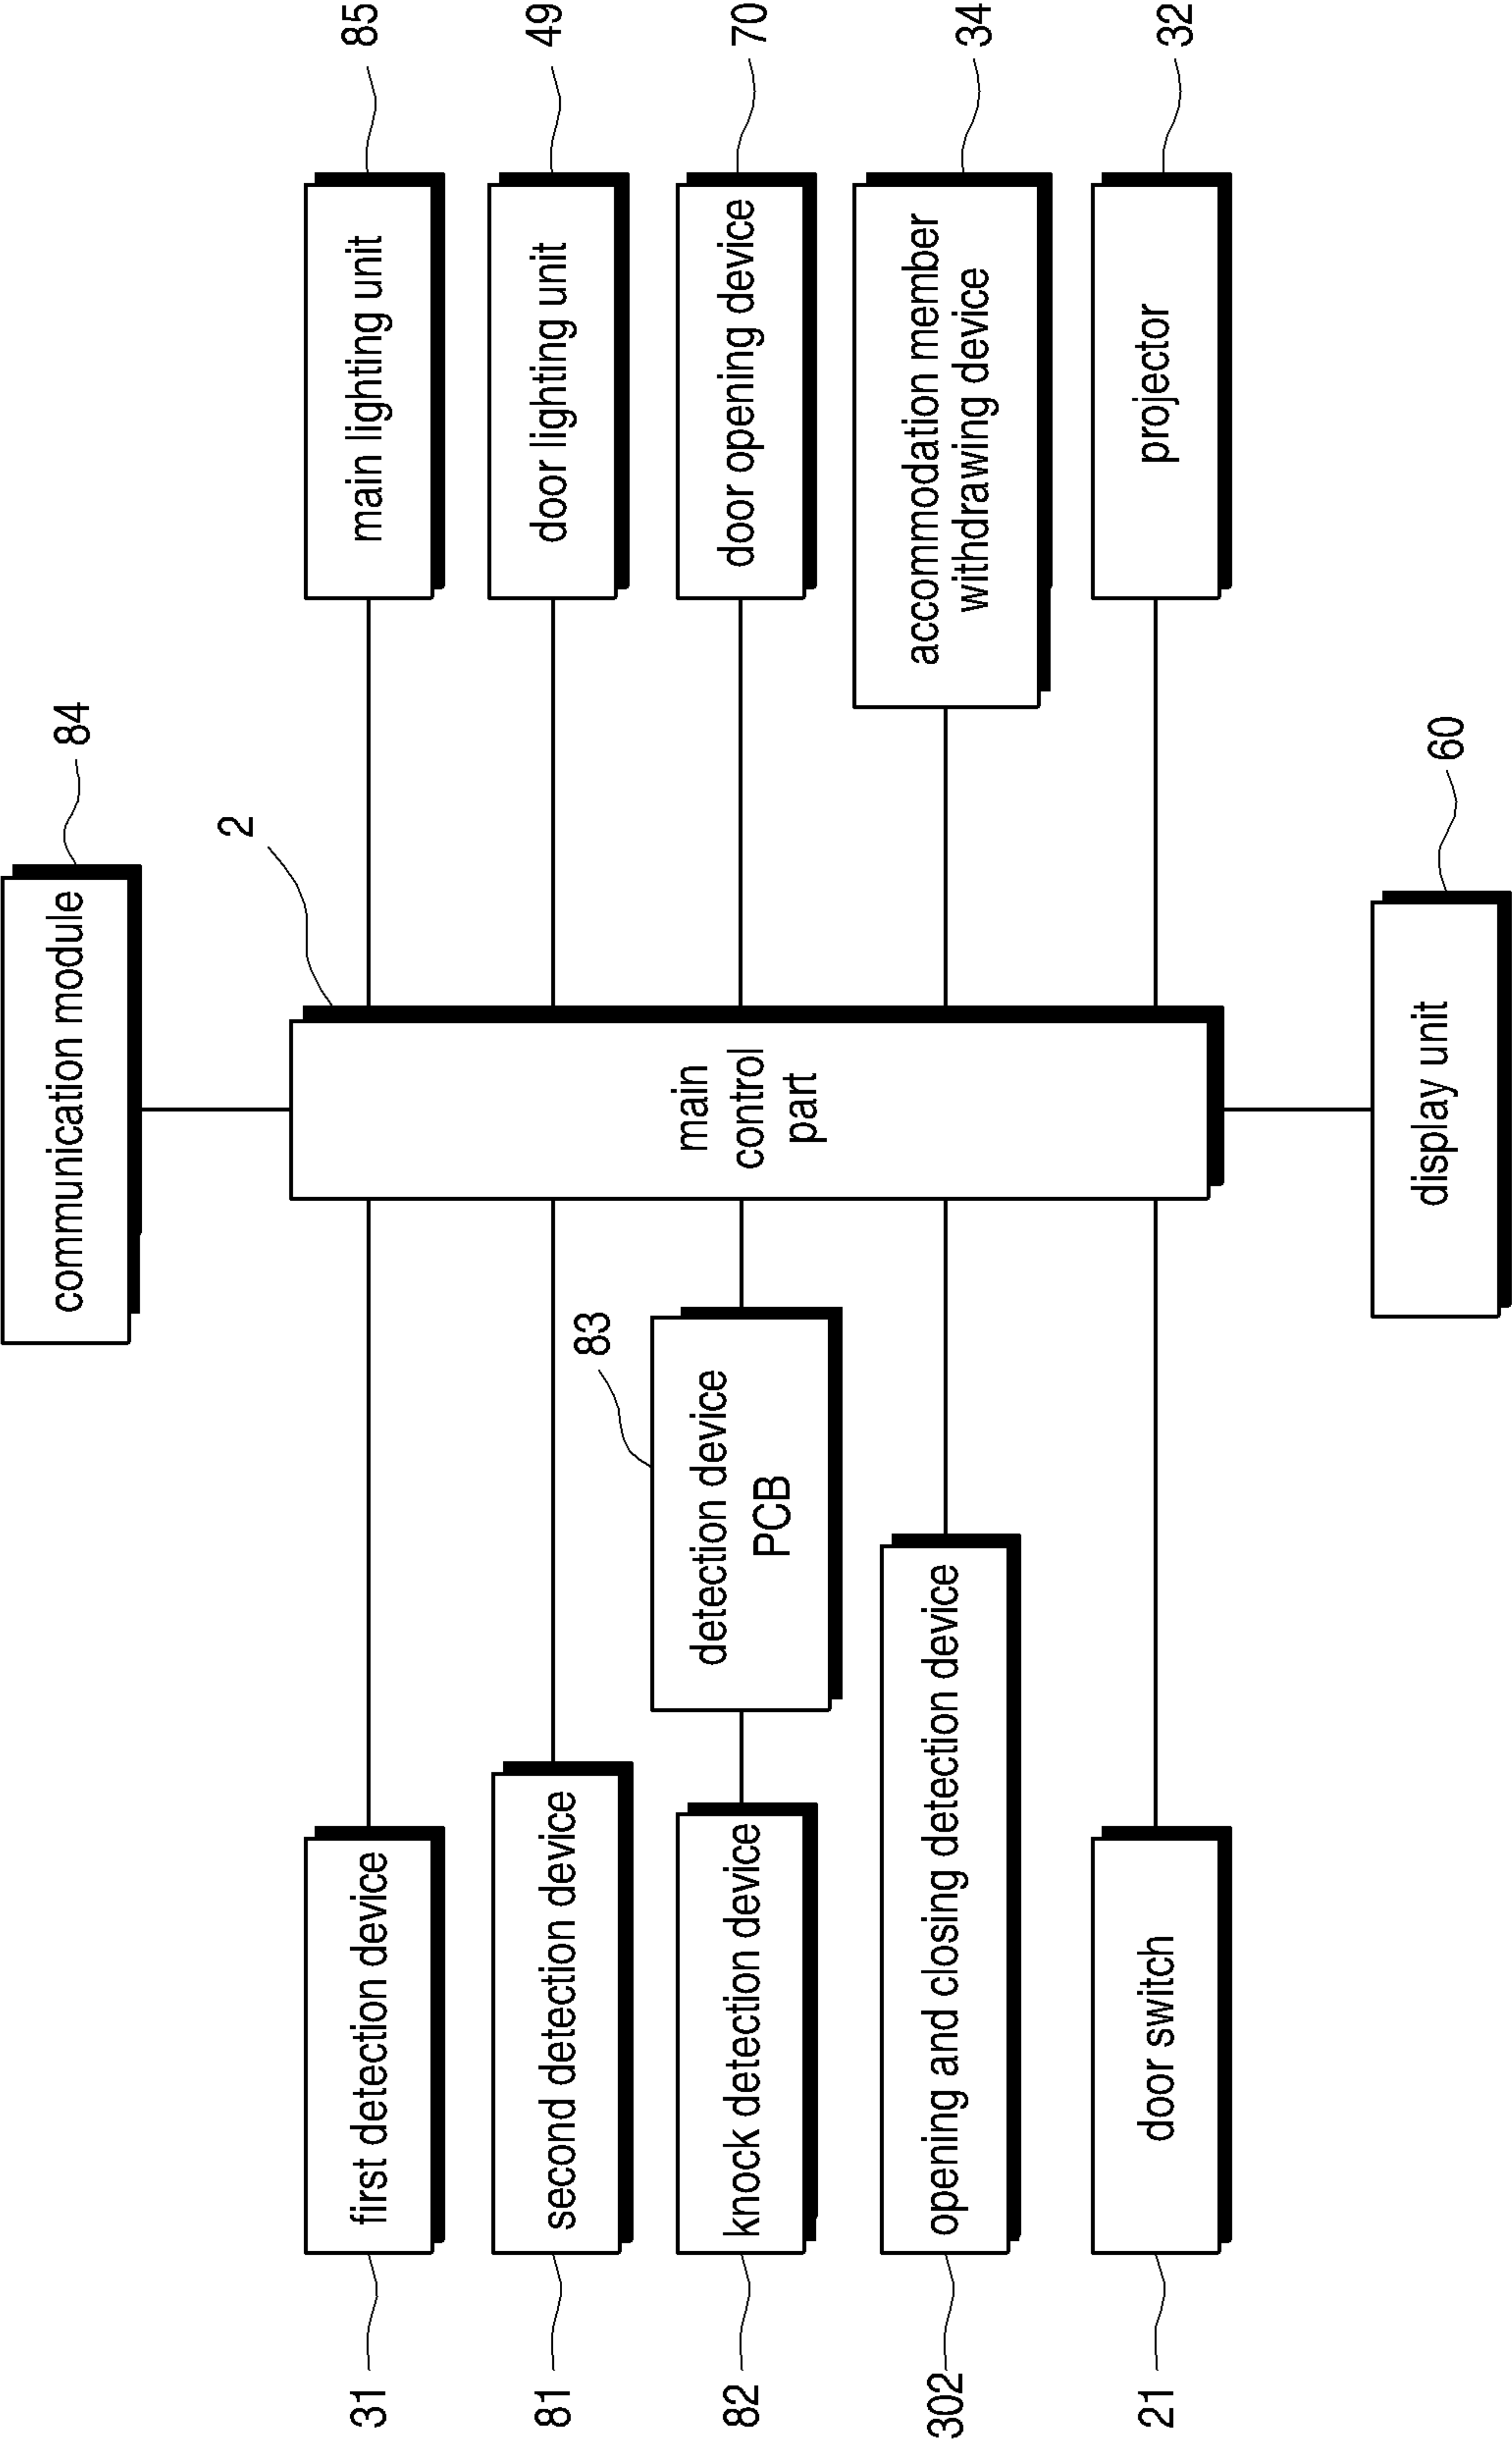 84
communication module
2
31
first detection device
main lighting unit
85
81
second detection device
door lighting unit
49
83
82
knock detection device
detection device
PCB
main
control
part
door opening device
70
302
opening and closing detection device
accommodation member
withdrawing device
34
21
door switch
projector
32
display unit
60